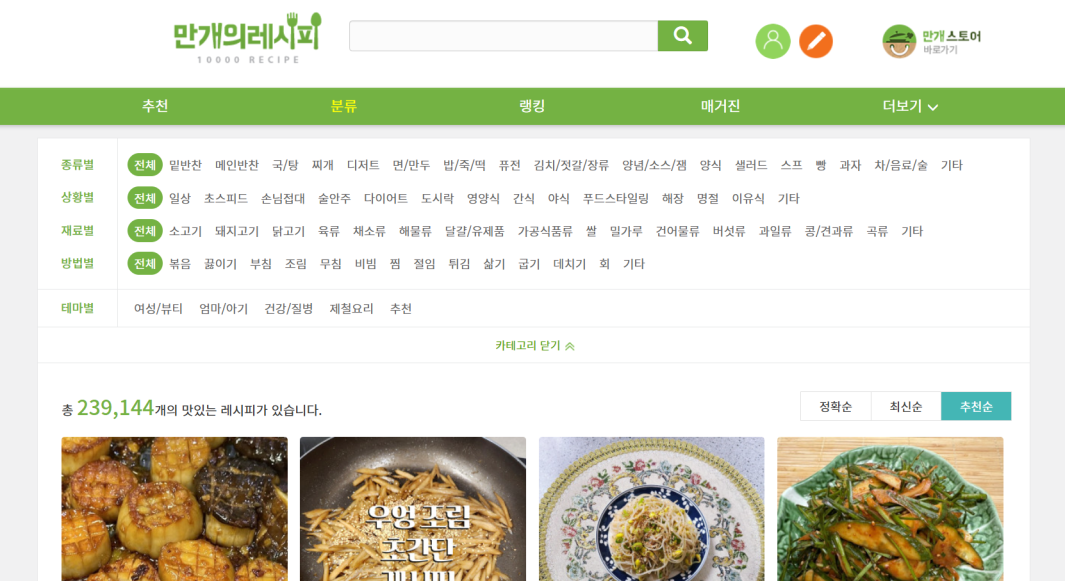 만개의레시피
10000 RECIPE
만개스토어
바로가기
추천 분류 랭킹 매거진 더보기
종류별 전체 밑반찬 메인반찬 국/탕 찌개 디저트 면/만두 밥/죽/떡 퓨전 김치/젓갈/장류 양념/소스/잼 양식 샐러드 스프 빵 과자 차/음료/술 기타
상황별 전체 일상 초스피드 손님접대 술안주 다이어트 도시락 영양식 간식 야식 푸드스타일링 해장 명절 이유식 기타
재료별 전체 소고기 돼지고기 닭고기 육류 채소류 해물류 달걀/유제품 가공식품류 쌀 밀가루 건어물류 버섯류 과일류 콩/견과류 곡류 기타
방법별 전체 볶음 끓이기 부침 조림 무침 비빔 찜 절임 튀김 삶기 굽기 데치기 회 기타
테마별 여성/뷰티 엄마/아기 건강/질병 제철요리 추천
카테고리 닫기
총 239,144개의 맛있는 레시피가 있습니다.
정확순 최신순 추천순
우엉조림
초간단